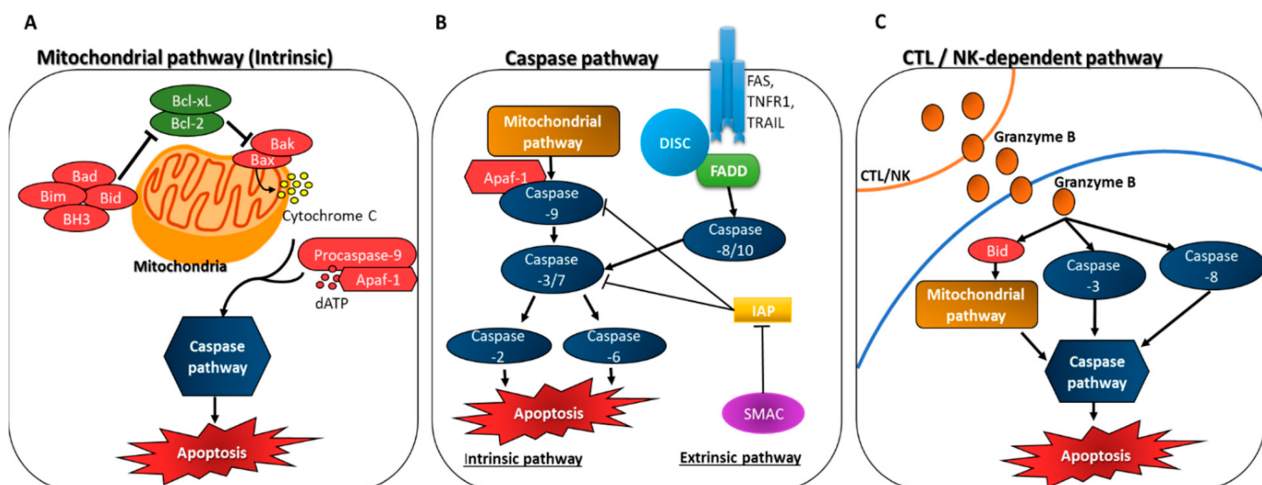 A
Mitochondrial pathway (Intrinsic)
Bcl-xL
Bcl-2
Bak
Bax
Bad
Bim
Bid
BH3
Cytochrome C
Mitochondria
Procaspase-9
Apaf-1
dATP
Caspase
pathway
Apoptosis
B
Caspase pathway
FAS,
TNFR1,
TRAIL
Mitochondrial
pathway
DISC
FADD
Apaf-1
Caspase
-9
Caspase
-8/10
Caspase
-3/7
IAP
Caspase
-2
Caspase
-6
SMAC
Apoptosis
Intrinsic pathway
Extrinsic pathway
C
CTL / NK-dependent pathway
Granzyme B
CTL/NK
Granzyme B
Bid
Caspase
-3
Caspase
-8
Mitochondrial
pathway
Caspase
pathway
Apoptosis